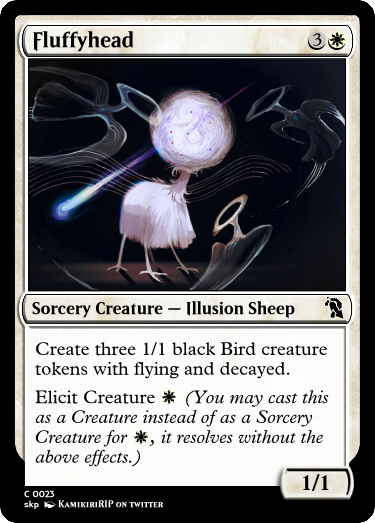 Fluffyhead 3
Sorcery Creature — Illusion Sheep
Create three 1/1 black Bird creature
tokens with flying and decayed.
Elicit Creature (You may cast this
as a Creature instead of as a Sorcery
Creature for , it resolves without the
above effects.)
1/1
C 0023
skp KamikiriRIP on twitter